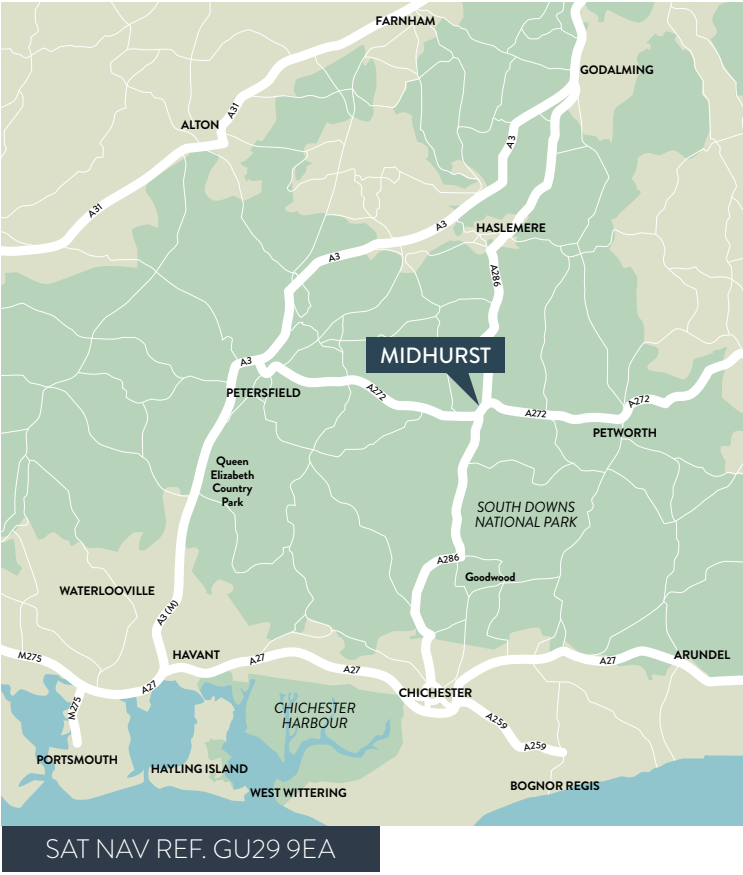 FARNHAM
GODALMING
A31
ALTON
A3
A31
A3
HASLEMERE
A3
A286
MIDHURST
A3
PETERSFIELD
A272
A272
A272
PETWORTH
Queen
Elizabeth
Country
Park
SOUTH DOWNS
NATIONAL PARK
A286
Goodwood
WATERLOOVILLE
A3 (M)
M275
HAVANT
A27
A27
A27
ARUNDEL
A27
M275
CHICHESTER
CHICHESTER
HARBOUR
A259
A259
PORTSMOUTH
HAYLING ISLAND
WEST WITTERING
BOGNOR REGIS
SAT NAV REF. GU29 9EA